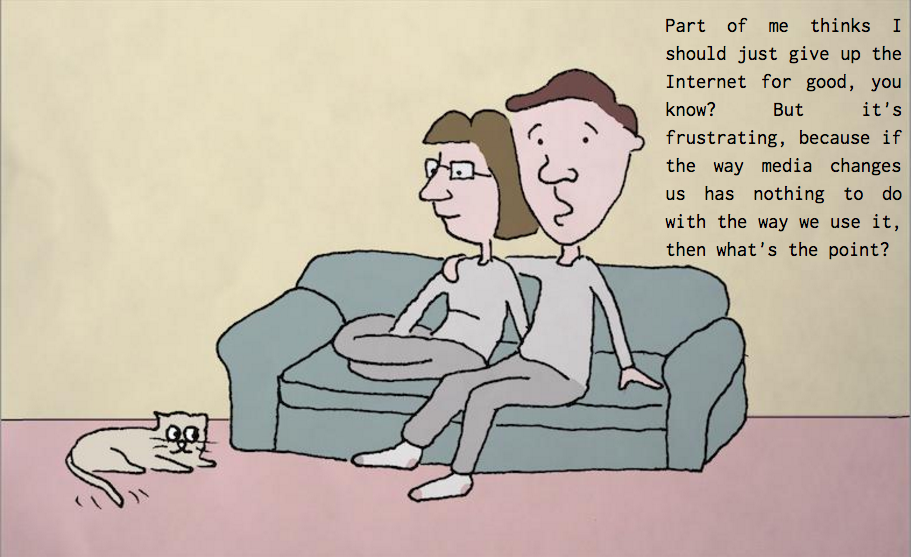 Part of me thinks I
should just give up the
Internet for good, you
know? But it's
frustrating, because if
the way media changes
us has nothing to do
with the way we use it,
then what's the point?